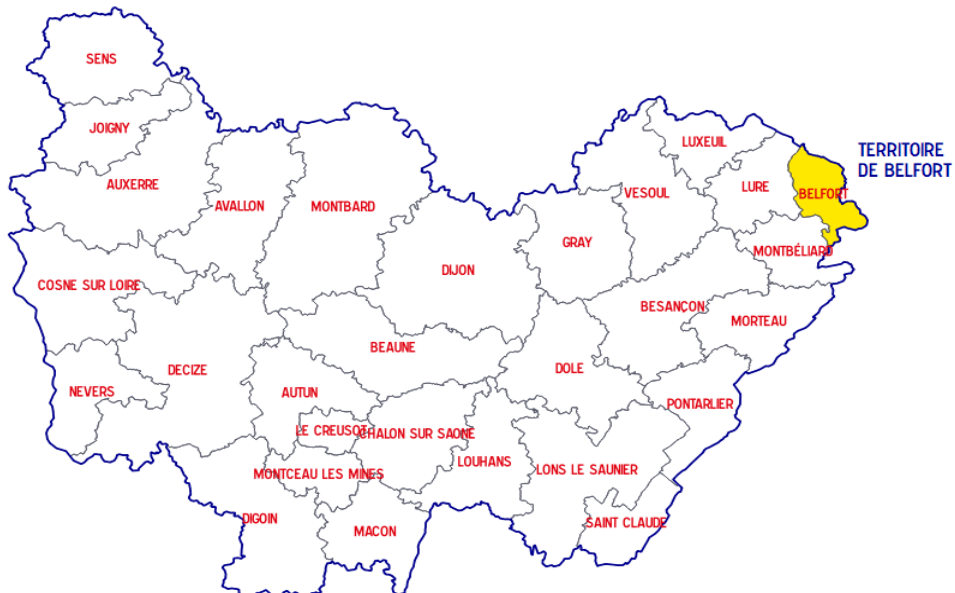 SENS
JOIGNY
LUXEUIL
TERRITOIRE
DE BELFORT
AUXERRE
LURE
VESOUL
BELFORT
AVALLON
MONTBARD
GRAY
MONTBÉLIARD
DIJON
COSNE SUR LOIRE
BESANÇON
MORTEAU
BEAUNE
DECIZE
DOLE
NEVERS
AUTUN
PONTARLIER
LE CREUSOT
CHALON SUR SAONE
LOUHANS
LONS LE SAUNIER
MONTCEAU LES MINES
DIGOIN
SAINT CLAUDE
MACON